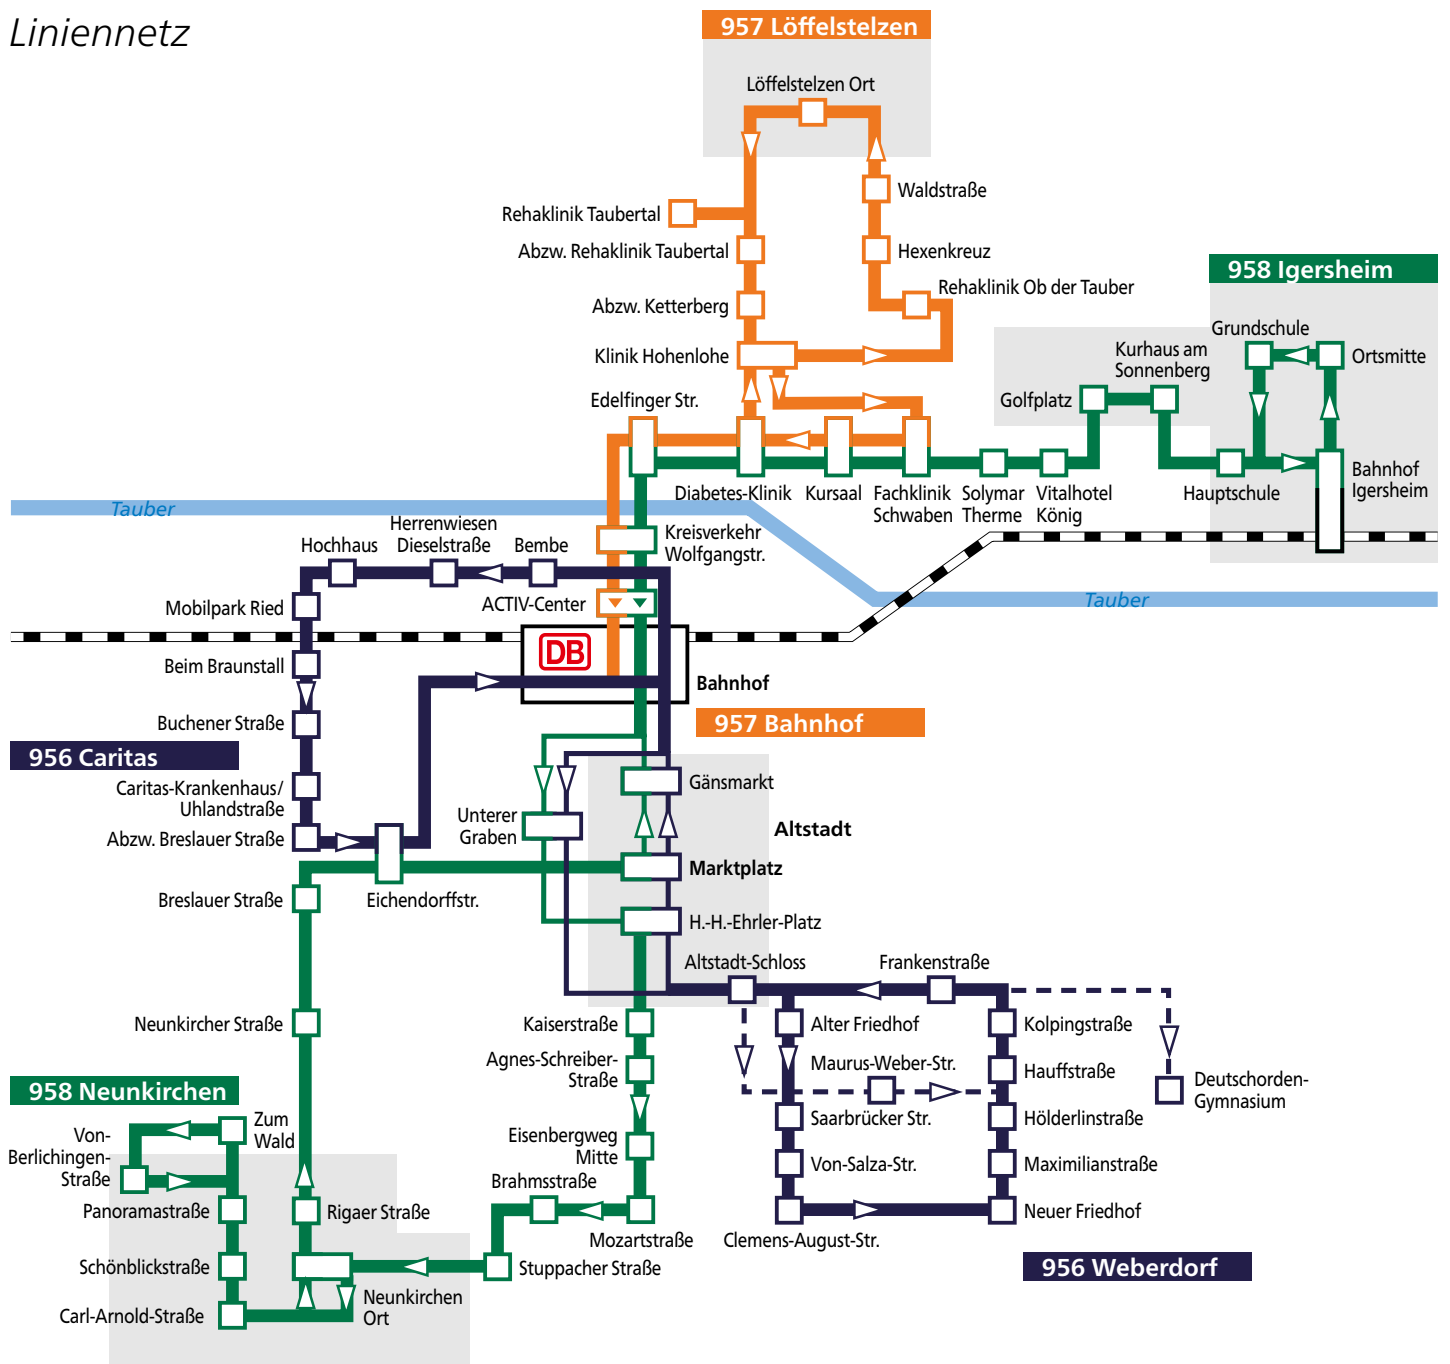 Liniennetz
957 Löffelstelzen
Löffelstelzen Ort
Waldstraße
Rehaklinik Taubertal
Abzw. Rehaklinik Taubertal
Hexenkreuz
Rehaklinik Ob der Tauber
Abzw. Ketterberg
Klinik Hohenlohe
958 Igersheim
Grundschule
Ortsmitte
Kurhaus am
Sonnenberg
Golfplatz
Edelfinger Str.
Diabetes-Klinik
Kursaal
Fachklinik
Schwaben
Solymar
Therme
Vitalhotel
König
Hauptschule
Bahnhof
Igersheim
Tauber
Herrenwiesen
Dieselstraße
Hochhaus
Bembe
Kreisverkehr
Wolfgangstr.
Mobilpark Ried
ACTIV-Center
Tauber
DB
Beim Braunstall
Bahnhof
Buchener Straße
957 Bahnhof
956 Caritas
Gänsmarkt
Caritas-Krankenhaus/
Uhlandstraße
Unterer
Graben
Altstadt
Abzw. Breslauer Straße
Marktplatz
Breslauer Straße
Eichendorffstr.
H.-H.-Ehrler-Platz
Altstadt-Schloss
Frankenstraße
Neunkircher Straße
Kaiserstraße
Alter Friedhof
Kolpingstraße
Agnes-Schreiber-
Straße
Maurus-Weber-Str.
Hauffstraße
Deutschorden-
Gymnasium
958 Neunkirchen
Zum
Wald
Von-
Berlichingen-
Straße
Saarbrücker Str.
Hölderlinstraße
Eisenbergweg
Mitte
Von-Salza-Str.
Maximilianstraße
Brahmsstraße
Panoramastraße
Rigaer Straße
Mozartstraße
Clemens-August-Str.
Neuer Friedhof
Schönblickstraße
Stuppacher Straße
956 Weberdorf
Neunkirchen
Ort
Carl-Arnold-Straße